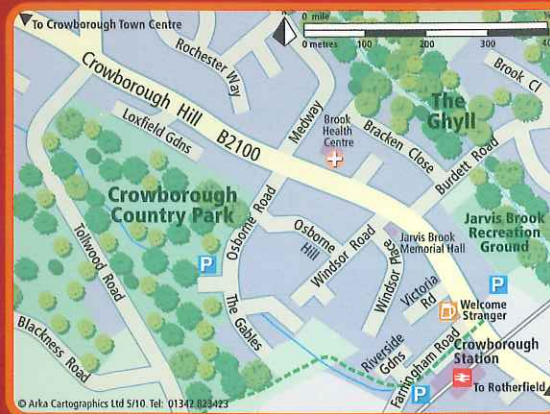 To Crowborough Town Centre
0 mile
0 metres 100 200 300
Rochester Way
Crowborough Hill B2100
Medway
Brook Cl
The
Ghyll
Loxfield Gdns
Brook
Health
Centre
Bracken Close
Burdett Road
Crowborough
Country Park
Osborne Road
Osborne
Hill
Windsor Road
Windsor Place
Jarvis Brook
Memorial Hall
Jarvis Brook
Recreation
Ground
Tollwood Road
P
P
Victoria
Rd
Welcome
Stranger
The Gables
Riverside
Gdns
Farningham Road
Crowborough
Station
Blackness Road
P
To Rotherfield
© Arka Cartographics Ltd 5/10. Tel: 01342 823423